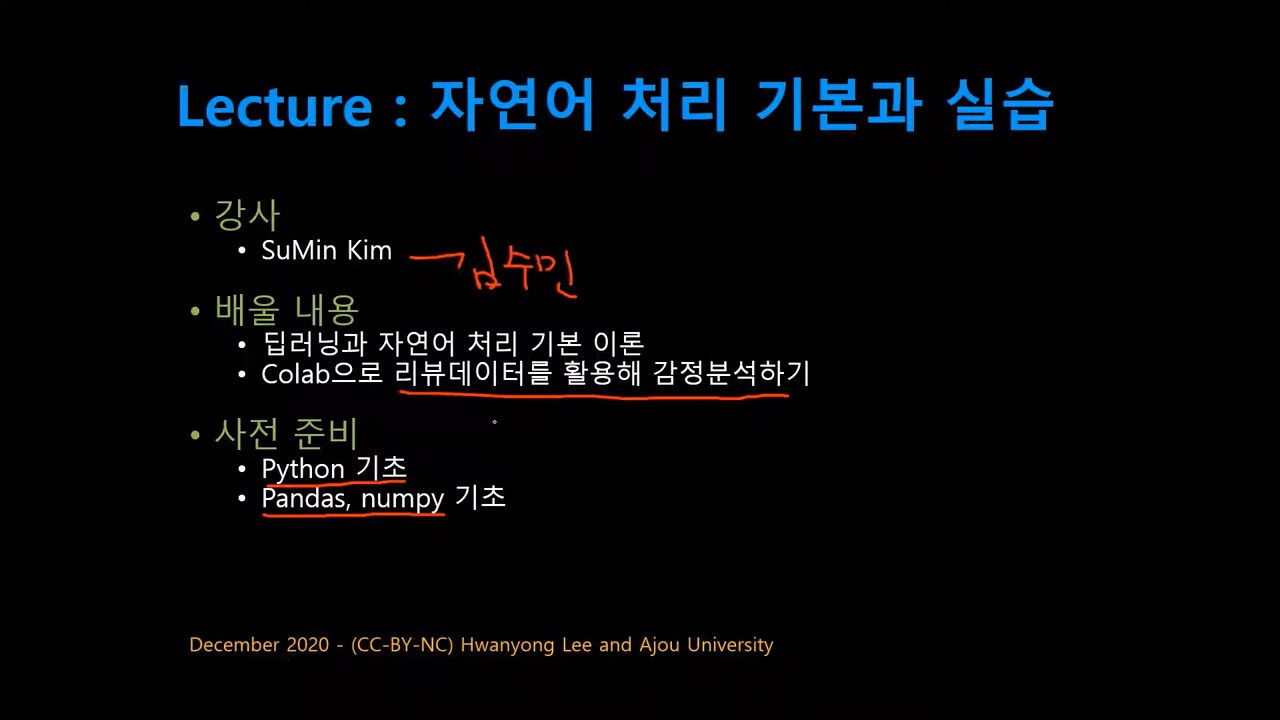 Lecture : 자연어 처리 기본과 실습
• 강사
• SuMin Kim → 김수민
• 배울 내용
• 딥러닝과 자연어 처리 기본 이론
• Colab으로 리뷰데이터를 활용해 감정분석하기
• 사전 준비
• Python 기초
• Pandas, numpy 기초
December 2020 - (CC-BY-NC) Hwanyong Lee and Ajou University